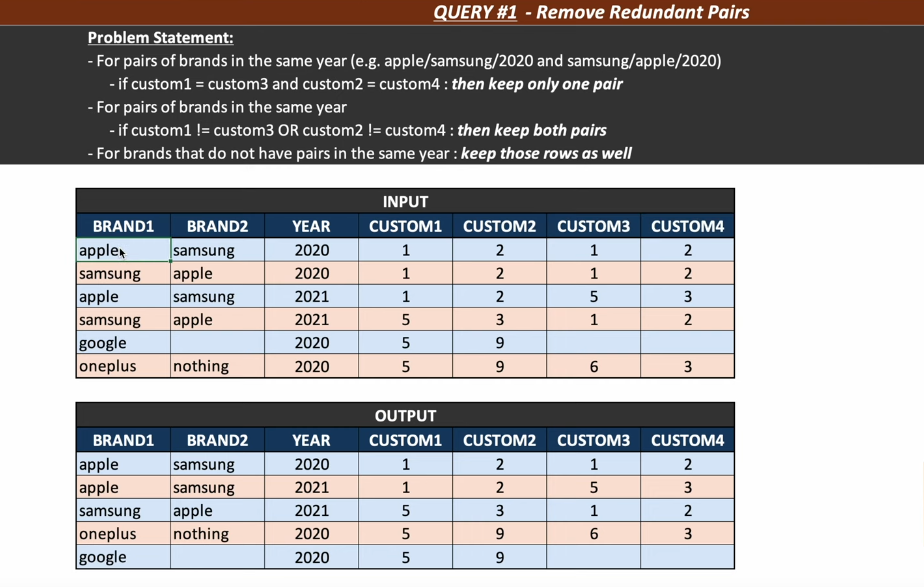 QUERY #1 - Remove Redundant Pairs
Problem Statement:
- For pairs of brands in the same year (e.g. apple/samsung/2020 and samsung/apple/2020)
- if custom1 = custom3 and custom2 = custom4 : then keep only one pair
- For pairs of brands in the same year
- if custom1 != custom3 OR custom2 != custom4 : then keep both pairs
- For brands that do not have pairs in the same year : keep those rows as well
INPUT
BRAND1 BRAND2 YEAR CUSTOM1 CUSTOM2 CUSTOM3 CUSTOM4
apple samsung 2020 1 2 1 2
samsung apple 2020 1 2 1 2
apple samsung 2021 1 2 5 3
samsung apple 2021 5 3 1 2
google 2020 5 9
oneplus nothing 2020 5 9 6 3
OUTPUT
BRAND1 BRAND2 YEAR CUSTOM1 CUSTOM2 CUSTOM3 CUSTOM4
apple samsung 2020 1 2 1 2
apple samsung 2021 1 2 5 3
samsung apple 2021 5 3 1 2
oneplus nothing 2020 5 9 6 3
google 2020 5 9